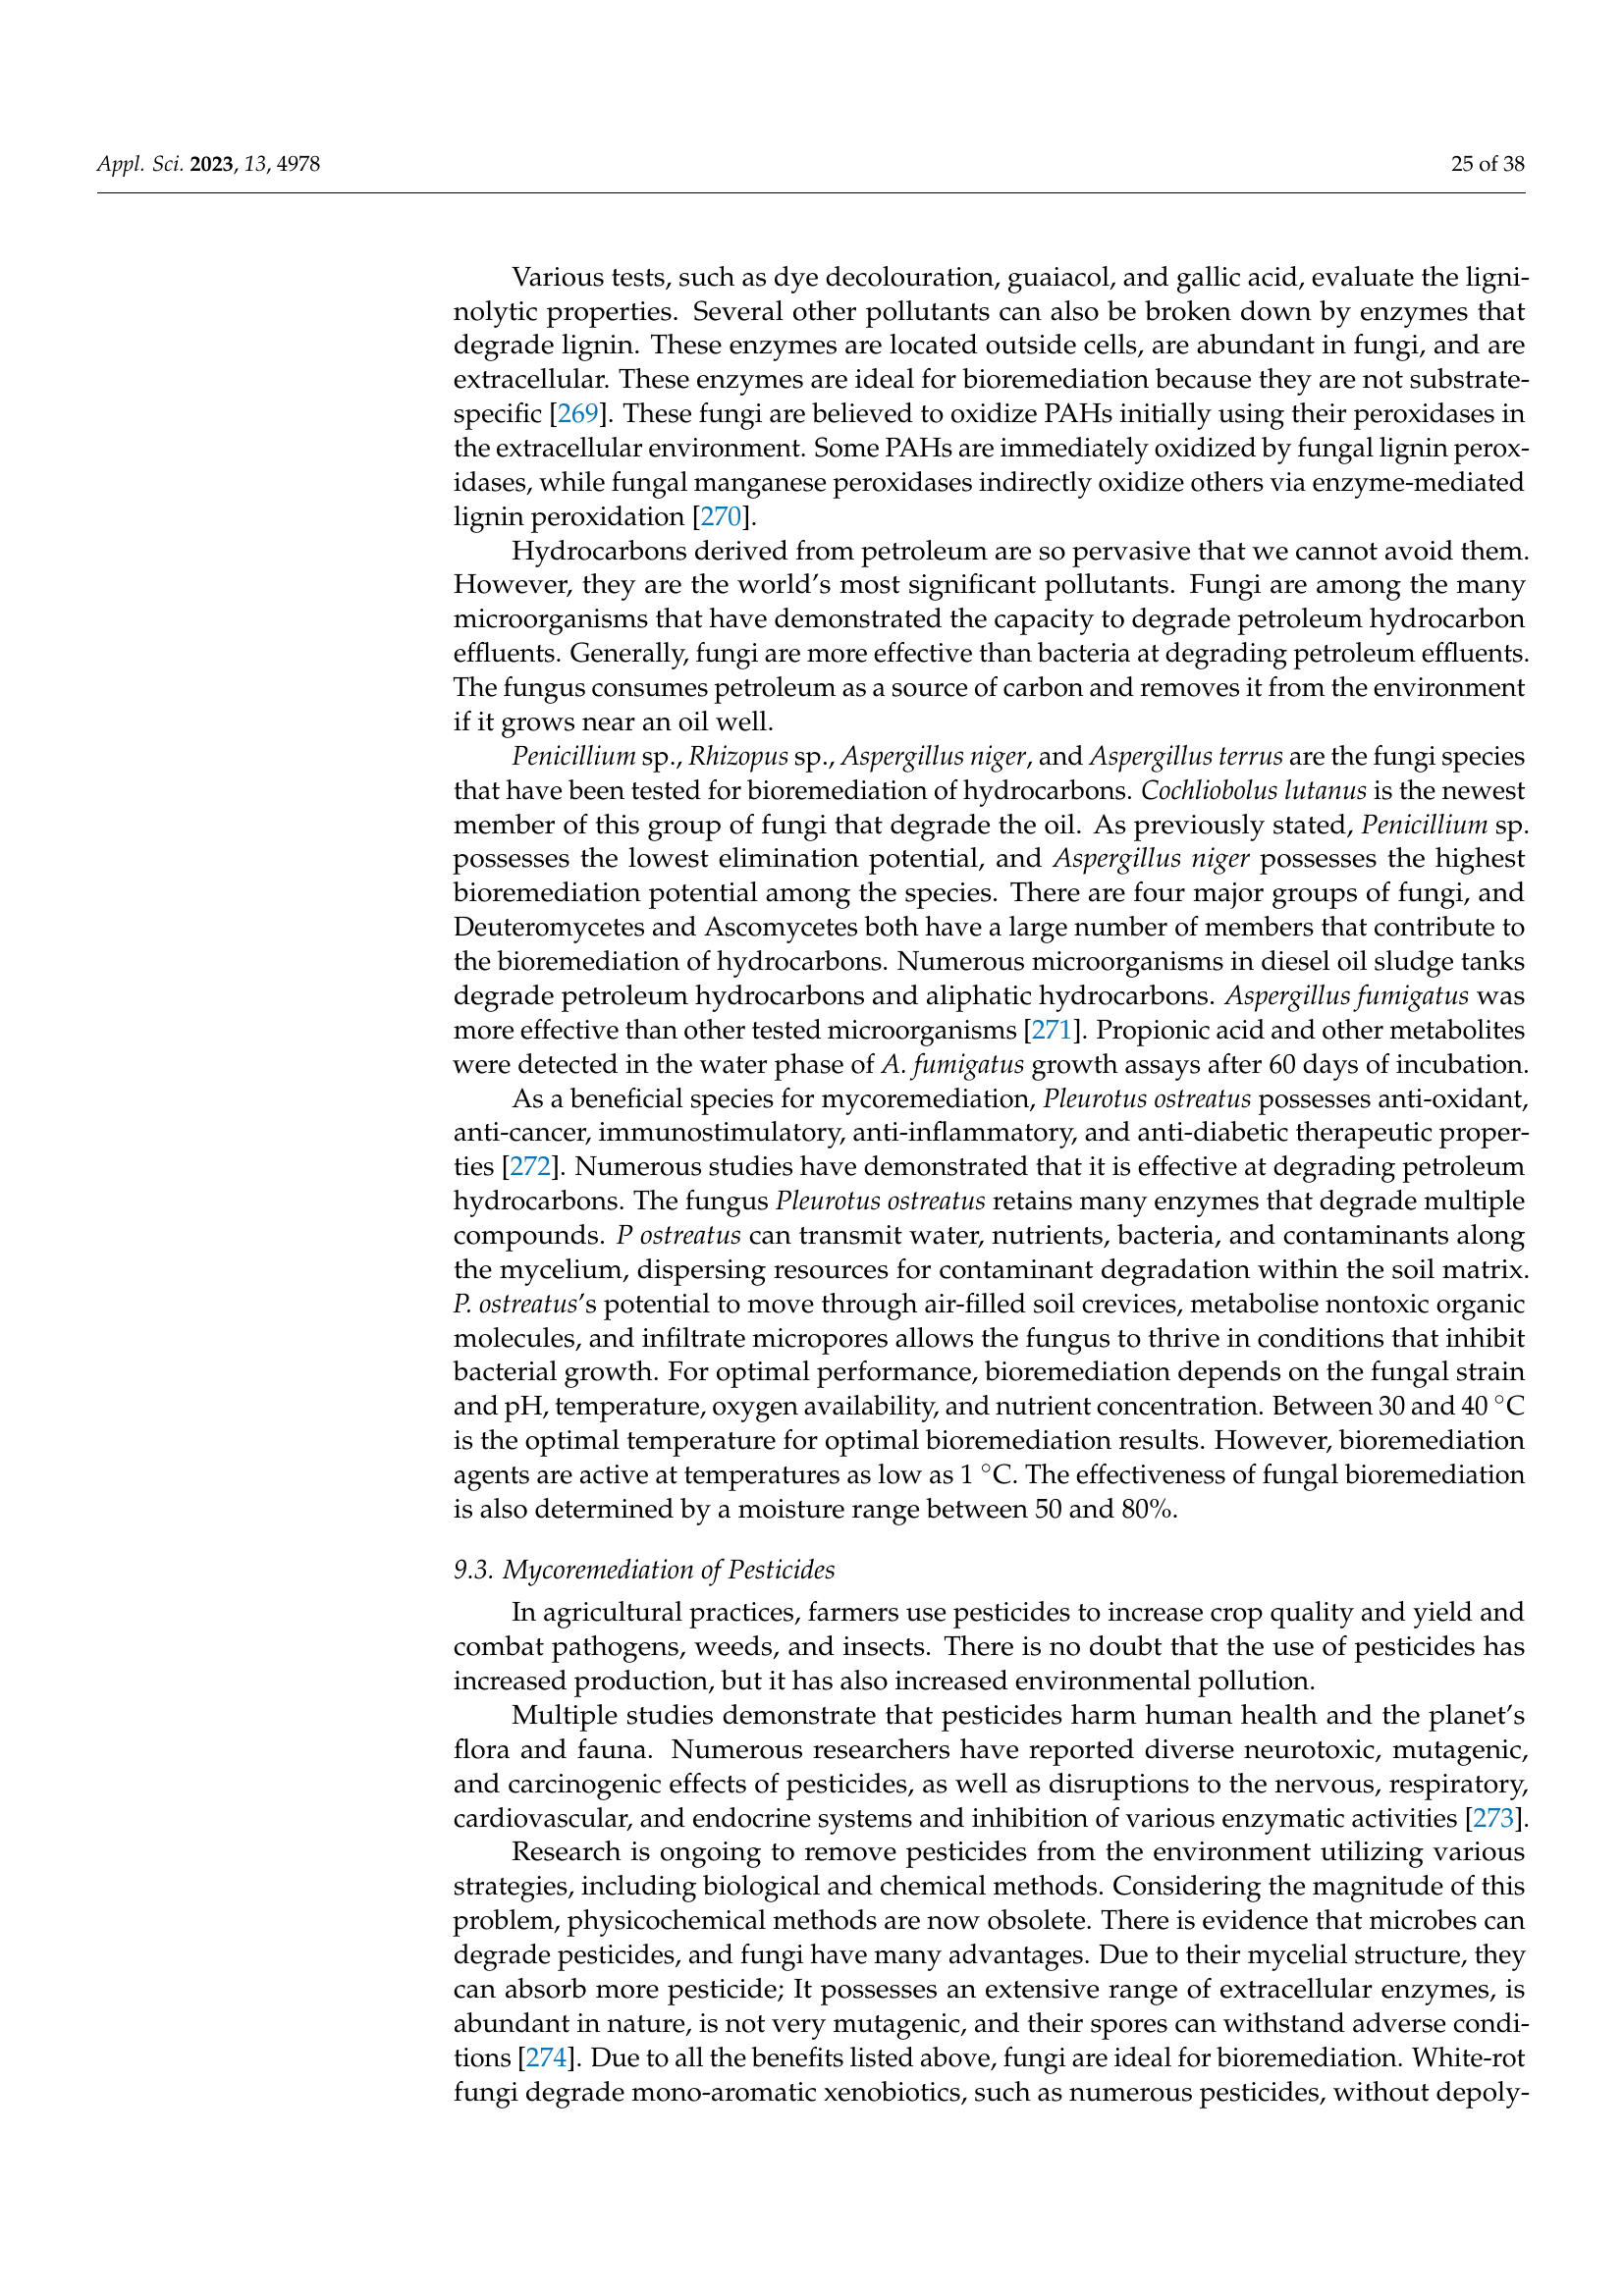 Appl. Sci. 2023, 13, 4978
25 of 38
Various tests, such as dye decolouration, guaiacol, and gallic acid, evaluate the ligni-
nolytic properties. Several other pollutants can also be broken down by enzymes that
degrade lignin. These enzymes are located outside cells, are abundant in fungi, and are
extracellular. These enzymes are ideal for bioremediation because they are not substrate-
specific [269]. These fungi are believed to oxidize PAHs initially using their peroxidases in
the extracellular environment. Some PAHs are immediately oxidized by fungal lignin perox-
idases, while fungal manganese peroxidases indirectly oxidize others via enzyme-mediated
lignin peroxidation [270].
Hydrocarbons derived from petroleum are so pervasive that we cannot avoid them.
However, they are the world's most significant pollutants. Fungi are among the many
microorganisms that have demonstrated the capacity to degrade petroleum hydrocarbon
effluents. Generally, fungi are more effective than bacteria at degrading petroleum effluents.
The fungus consumes petroleum as a source of carbon and removes it from the environment
if it grows near an oil well.
Penicillium sp., Rhizopus sp., Aspergillus niger, and Aspergillus terrus are the fungi species
that have been tested for bioremediation of hydrocarbons. Cochliobolus lutanus is the newest
member of this group of fungi that degrade the oil. As previously stated, Penicillium sp.
possesses the lowest elimination potential, and Aspergillus niger possesses the highest
bioremediation potential among the species. There are four major groups of fungi, and
Deuteromycetes and Ascomycetes both have a large number of members that contribute to
the bioremediation of hydrocarbons. Numerous microorganisms in diesel oil sludge tanks
degrade petroleum hydrocarbons and aliphatic hydrocarbons. Aspergillus fumigatus was
more effective than other tested microorganisms [271]. Propionic acid and other metabolites
were detected in the water phase of A. fumigatus growth assays after 60 days of incubation.
As a beneficial species for mycoremediation, Pleurotus ostreatus possesses anti-oxidant,
anti-cancer, immunostimulatory, anti-inflammatory, and anti-diabetic therapeutic proper-
ties [272]. Numerous studies have demonstrated that it is effective at degrading petroleum
hydrocarbons. The fungus Pleurotus ostreatus retains many enzymes that degrade multiple
compounds. P ostreatus can transmit water, nutrients, bacteria, and contaminants along
the mycelium, dispersing resources for contaminant degradation within the soil matrix.
P. ostreatus's potential to move through air-filled soil crevices, metabolise nontoxic organic
molecules, and infiltrate micropores allows the fungus to thrive in conditions that inhibit
bacterial growth. For optimal performance, bioremediation depends on the fungal strain
and pH, temperature, oxygen availability, and nutrient concentration. Between 30 and 40 °C
is the optimal temperature for optimal bioremediation results. However, bioremediation
agents are active at temperatures as low as 1 °C. The effectiveness of fungal bioremediation
is also determined by a moisture range between 50 and 80%.
9.3. Mycoremediation of Pesticides
In agricultural practices, farmers use pesticides to increase crop quality and yield and
combat pathogens, weeds, and insects. There is no doubt that the use of pesticides has
increased production, but it has also increased environmental pollution.
Multiple studies demonstrate that pesticides harm human health and the planet's
flora and fauna. Numerous researchers have reported diverse neurotoxic, mutagenic,
and carcinogenic effects of pesticides, as well as disruptions to the nervous, respiratory,
cardiovascular, and endocrine systems and inhibition of various enzymatic activities [273].
Research is ongoing to remove pesticides from the environment utilizing various
strategies, including biological and chemical methods. Considering the magnitude of this
problem, physicochemical methods are now obsolete. There is evidence that microbes can
degrade pesticides, and fungi have many advantages. Due to their mycelial structure, they
can absorb more pesticide; It possesses an extensive range of extracellular enzymes, is
abundant in nature, is not very mutagenic, and their spores can withstand adverse condi-
tions [274]. Due to all the benefits listed above, fungi are ideal for bioremediation. White-rot
fungi degrade mono-aromatic xenobiotics, such as numerous pesticides, without depoly-